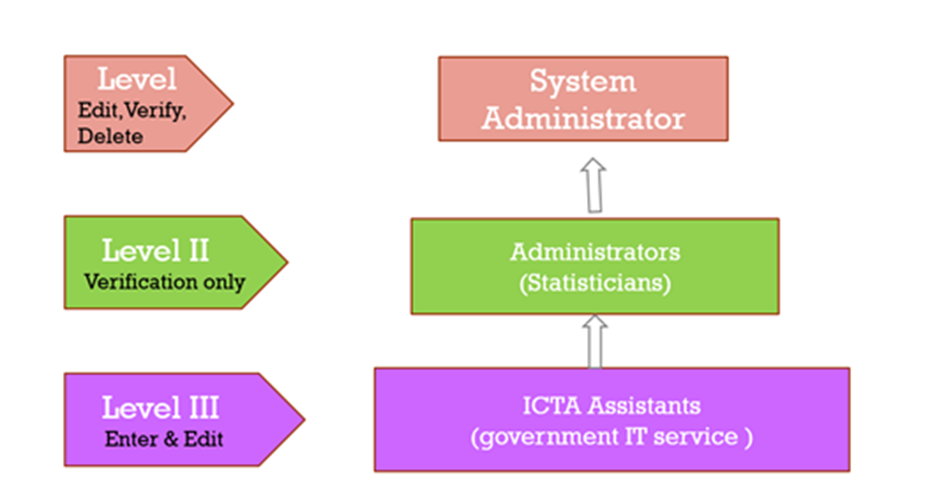 Level
Edit, Verify,
Delete
System
Administrator
Level II
Verification only
Administrators
(Statisticians)
Level III
Enter & Edit
ICTA Assistants
(government IT service )